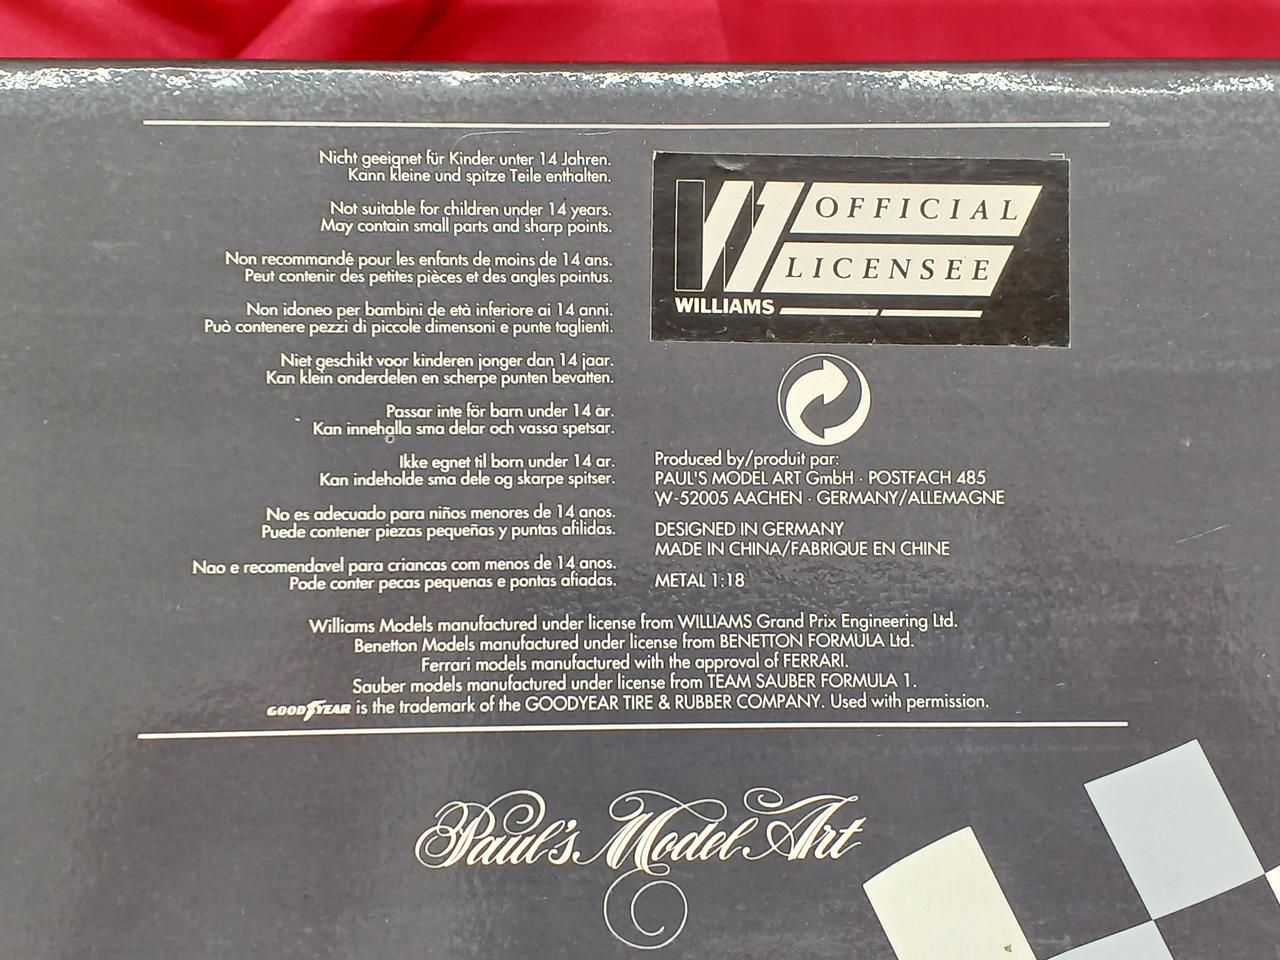 Nicht geeignet für Kinder unter 14 Jahren.
Kann kleine und spitze Teile enthalten.
Not suitable for children under 14 years.
May contain small parts and sharp points.
Non recommandé pour les enfants de moins de 14 ans.
Peut contenir des petites pièces et des angles pointus.
Non idoneo per bambini de età inferiore ai 14 anni.
Può contenere pezzi di piccole dimensoni e punte taglienti.
Niet geschikt voor kinderen jonger dan 14 jaar.
Kan klein onderdelen en scherpe punten bevatten.
Passar inte för barn under 14 år.
Kan innehalla sma delar och vassa spetsar.
Ikke egnet til born under 14 ar.
Kan indeholde sma dele og skarpe spitser.
No es adecuado para niños menores de 14 anos.
Puede contener piezas pequeñas y puntas afilidas.
Nao e recomendavel para criancas com menos de 14 anos.
Pode conter pecas pequenas e pontas afiadas.
OFFICIAL
LICENSEE
WILLIAMS
Produced by/produit par:
PAUL'S MODEL ART GmbH · POSTFACH 485
W-52005 AACHEN · GERMANY/ALLEMAGNE
DESIGNED IN GERMANY
MADE IN CHINA/FABRIQUE EN CHINE
METAL 1:18
Williams Models manufactured under license from WILLIAMS Grand Prix Engineering Ltd.
Benetton Models manufactured under license from BENETTON FORMULA Ltd.
Ferrari models manufactured with the approval of FERRARI.
Sauber models manufactured under license from TEAM SAUBER FORMULA 1.
GOODYEAR is the trademark of the GOODYEAR TIRE & RUBBER COMPANY. Used with permission.
Paul's Model Art